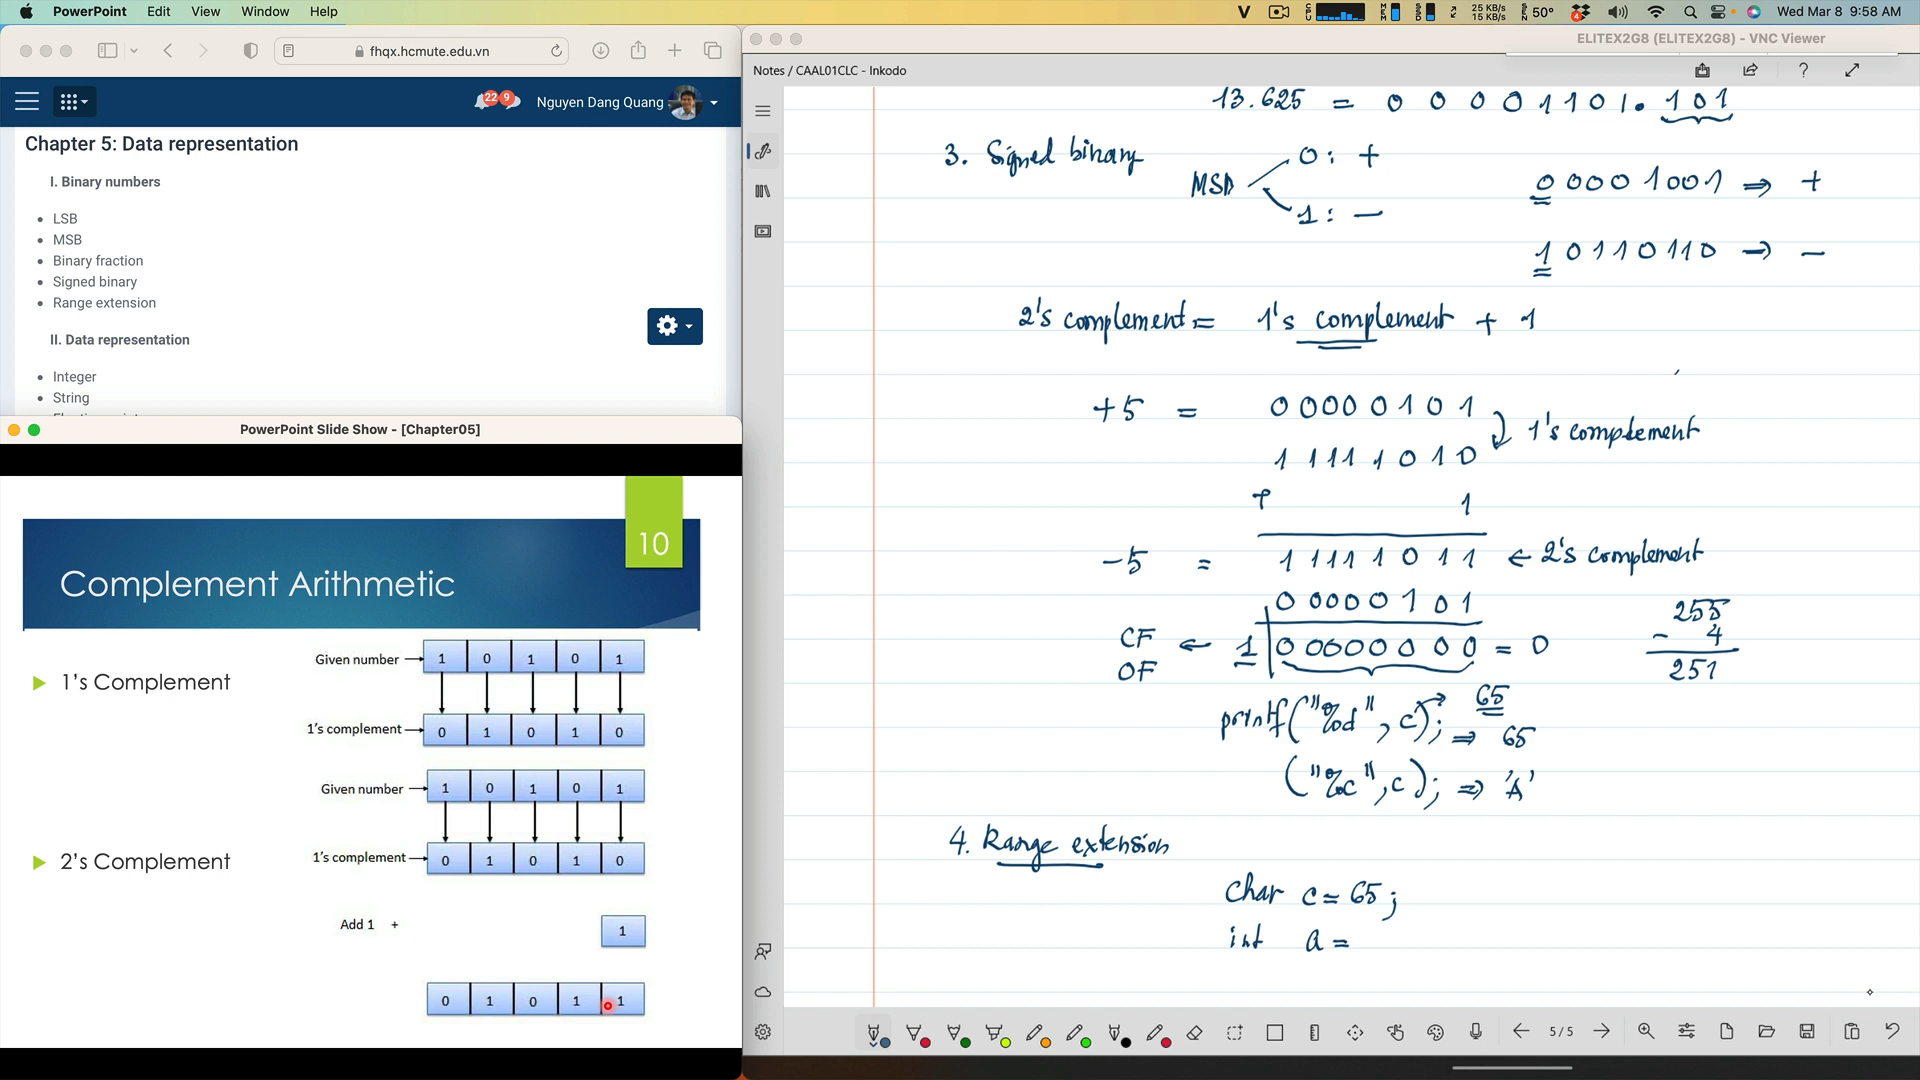 PowerPoint Edit View Window Help
25 KB/s
15 KB/s
50°
Wed Mar 8 9:58 AM
fhqx.hcmute.edu.vn
22 9 Nguyen Dang Quang
Chapter 5: Data representation
I. Binary numbers
LSB
MSB
Binary fraction
Signed binary
Range extension
II. Data representation
Integer
String
PowerPoint Slide Show - [Chapter05]
10
Complement Arithmetic
1's Complement
Given number 1 0 1 0 1
1's complement 0 1 0 1 0
2's Complement
Given number 1 0 1 0 1
1's complement 0 1 0 1 0
Add 1 + 1
0 1 0 1 1
ELITEX2G8 (ELITEX2G8) - VNC Viewer
Notes / CAAL01CLC - Inkodo
13.625 = 0 0 0 0 1 1 0 1 . 1 0 1
3. Signed binary
MSB 0 : +
1 : −
0 0 0 0 1 0 0 1 ⇒ +
1 0 1 1 0 1 1 0 ⇒ −
2's complement = 1's complement + 1
+5 = 0 0 0 0 0 1 0 1
1's complement
1 1 1 1 1 0 1 0
+ 1
−5 = 1 1 1 1 1 0 1 1 ← 2's complement
0 0 0 0 0 1 0 1
CF ← 1 0 0 0 0 0 0 0 0 = 0
OF
255
− 4
251
printf("%d", c); ⇒ 65
65
("%c", c); ⇒ 'A'
4. Range extension
char c = 65;
int a =
5 / 5